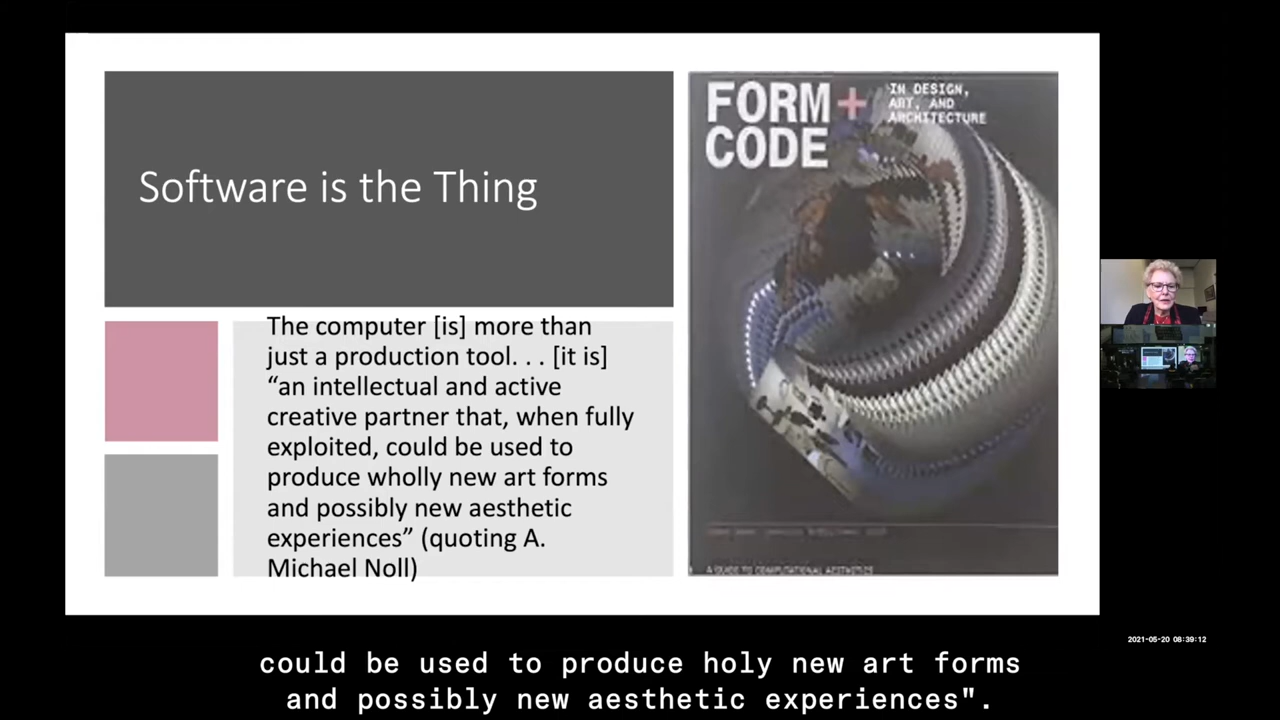 Software is the Thing
The computer [is] more than
just a production tool. . . [it is]
“an intellectual and active
creative partner that, when fully
exploited, could be used to
produce wholly new art forms
and possibly new aesthetic
experiences” (quoting A.
Michael Noll)
FORM+
CODE
IN DESIGN,
ART, AND
ARCHITECTURE
A GUIDE TO COMPUTATIONAL AESTHETICS
2021-05-20 08:39:12
could be used to produce holy new art forms
and possibly new aesthetic experiences".